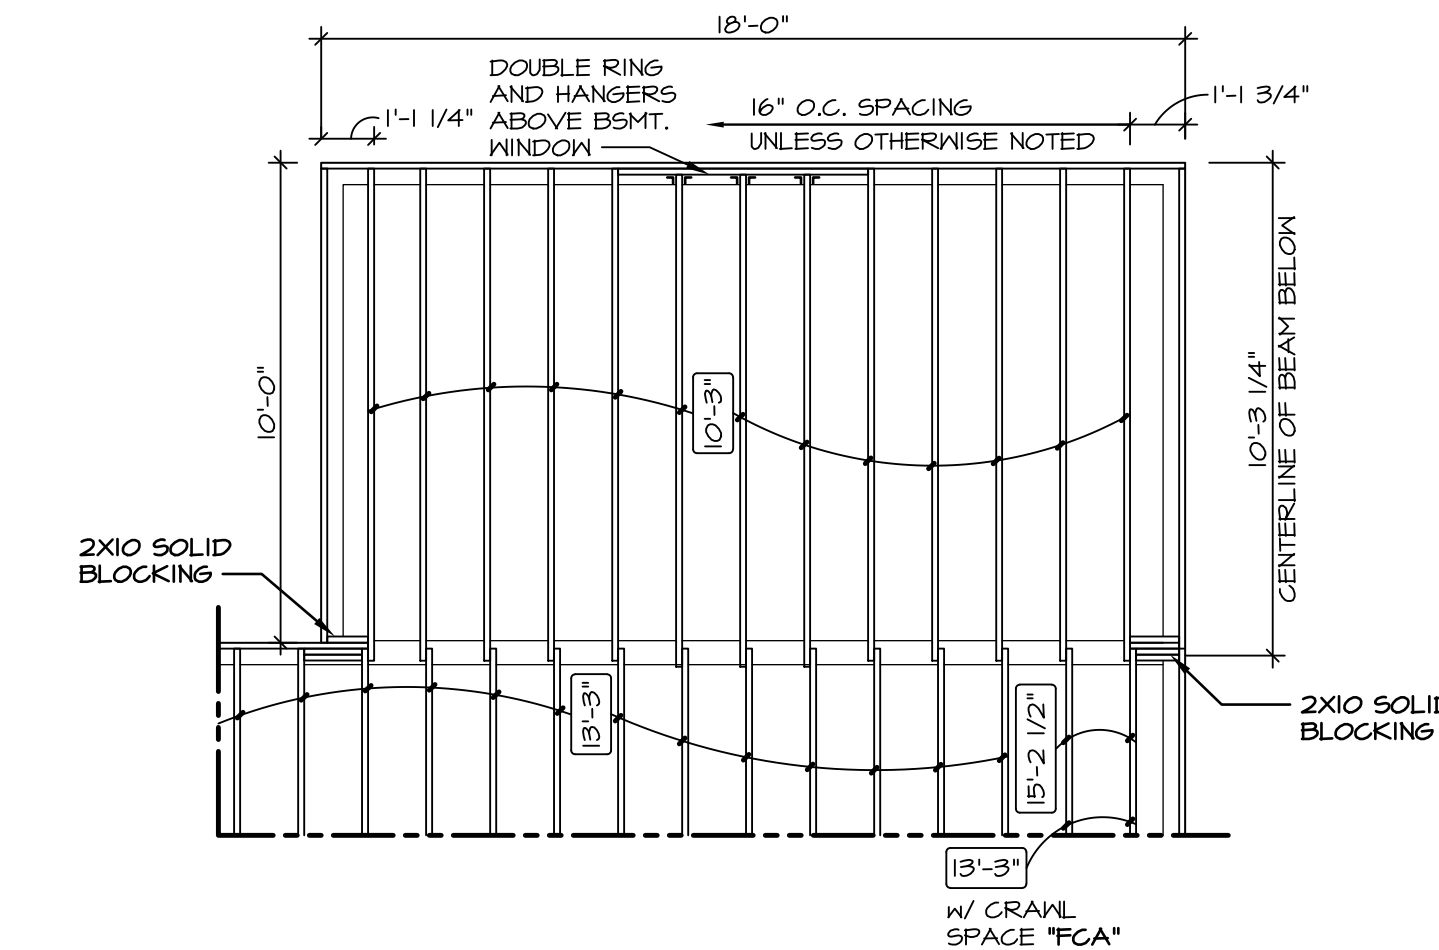 18'-0"
DOUBLE RING
AND HANGERS
ABOVE BSMT.
WINDOW
1'-1 1/4"
16" O.C. SPACING
UNLESS OTHERWISE NOTED
1'-1 3/4"
10'-0"
10'-3"
10'-3 1/4"
CENTERLINE OF BEAM BELOW
2X10 SOLID
BLOCKING
13'-3"
15'-2 1/2"
2X10 SOLI
BLOCKING
13'-3"
w/ CRAWL
SPACE "FCA"